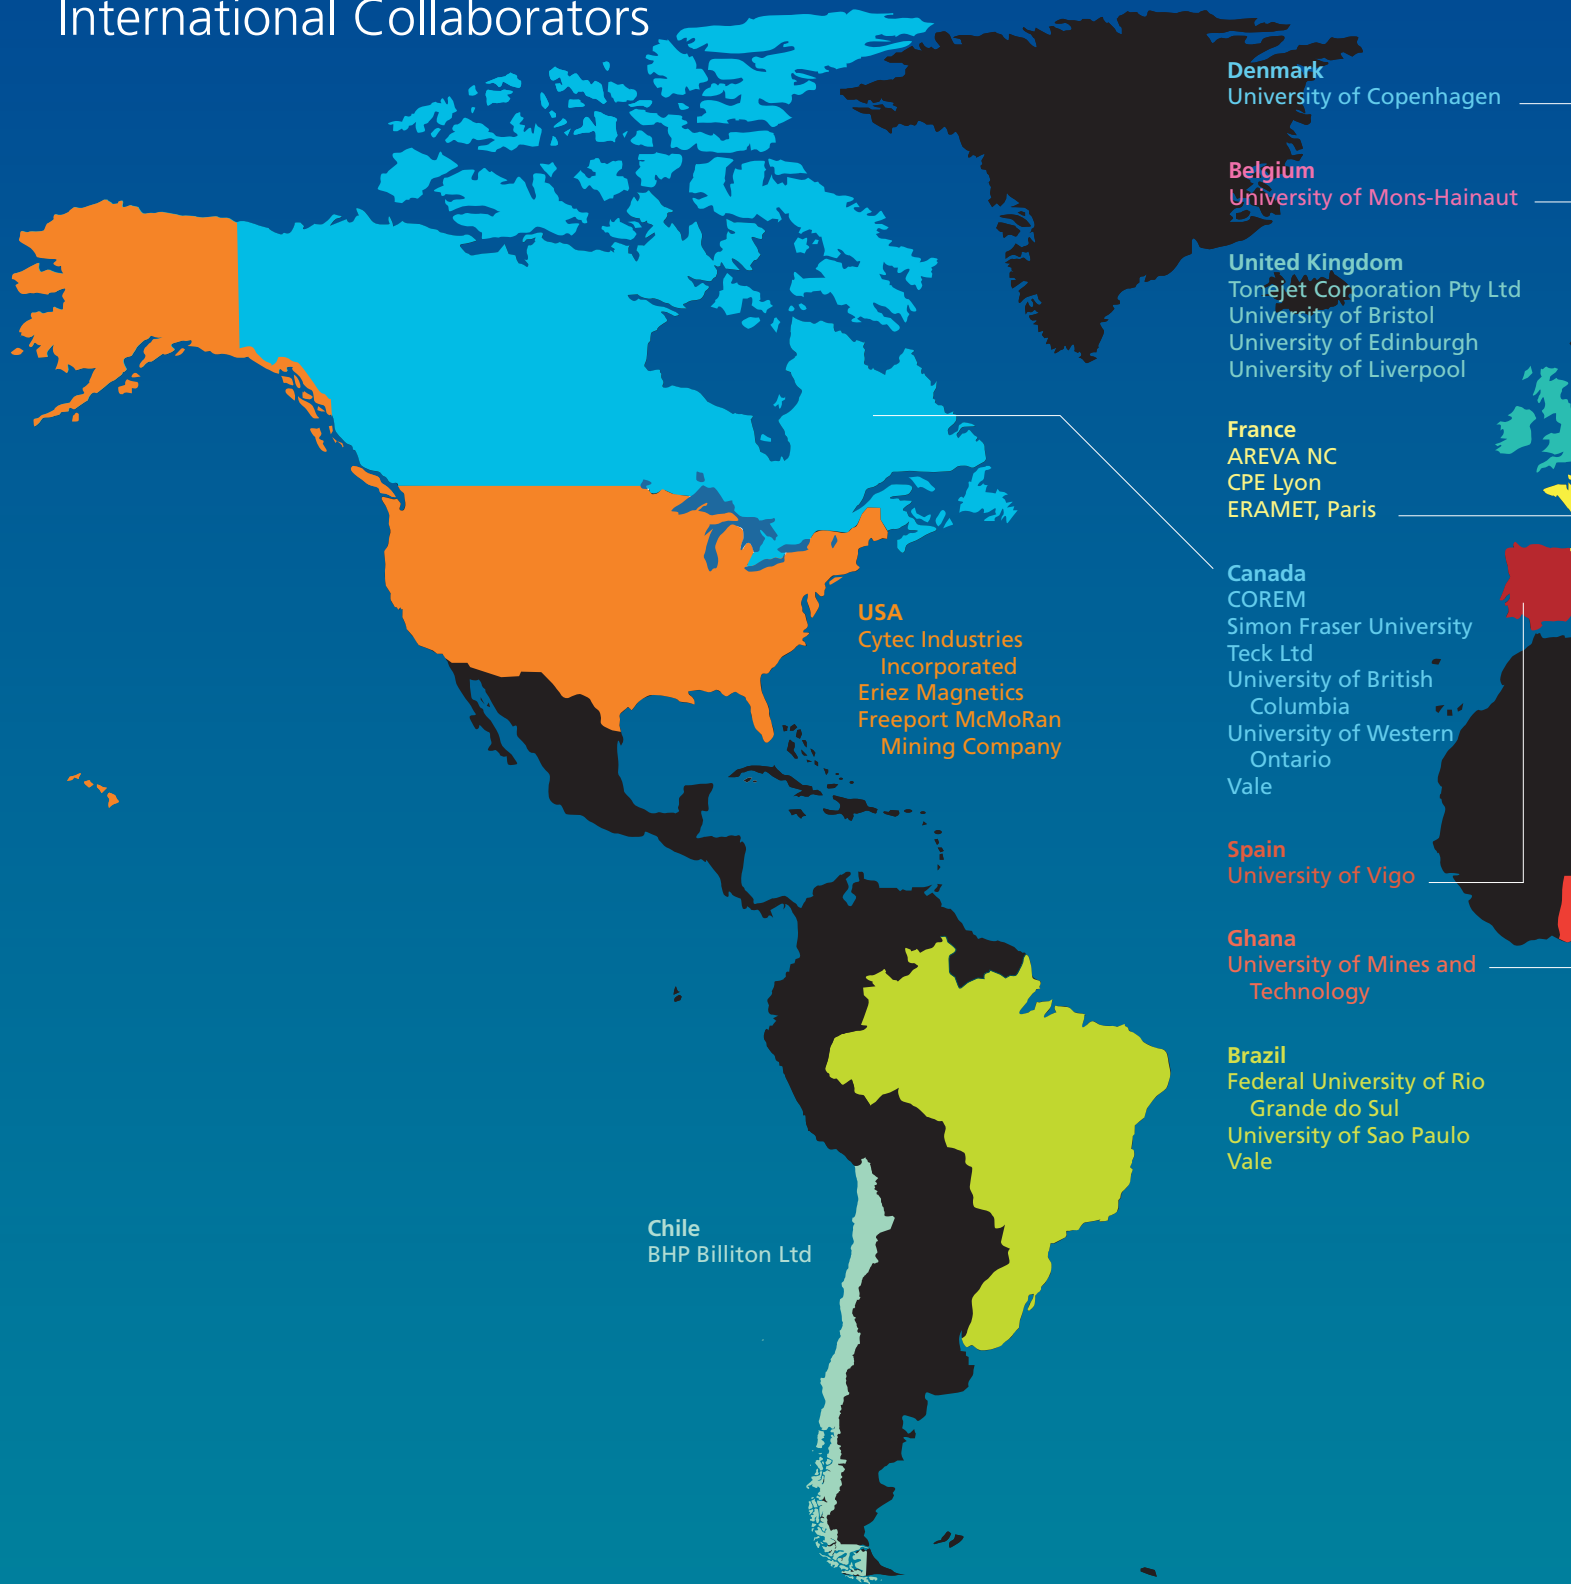 International Collaborators
Denmark
University of Copenhagen
Belgium
University of Mons-Hainaut
United Kingdom
Tonejet Corporation Pty Ltd
University of Bristol
University of Edinburgh
University of Liverpool
France
AREVA NC
CPE Lyon
ERAMET, Paris
Canada
COREM
Simon Fraser University
Teck Ltd
University of British
Columbia
University of Western
Ontario
Vale
USA
Cytec Industries
Incorporated
Eriez Magnetics
Freeport McMoRan
Mining Company
Spain
University of Vigo
Ghana
University of Mines and
Technology
Brazil
Federal University of Rio
Grande do Sul
University of Sao Paulo
Vale
Chile
BHP Billiton Ltd